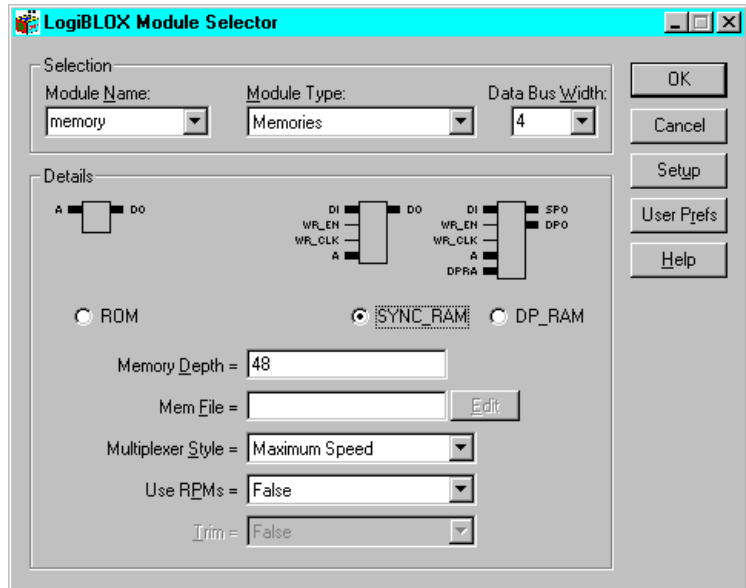 LogiBLOX Module Selector
Selection
Module Name: Module Type: Data Bus Width:
memory Memories 4
OK
Cancel
Setup
User Prefs
Help
Details
A DO
DI DO
WR_EN
WR_CLK
A
DI SPO
WR_EN DPO
WR_CLK
A
DPRA
ROM SYNC_RAM DP_RAM
Memory Depth = 48
Mem File = Edit
Multiplexer Style = Maximum Speed
Use RPMs = False
Trim = False